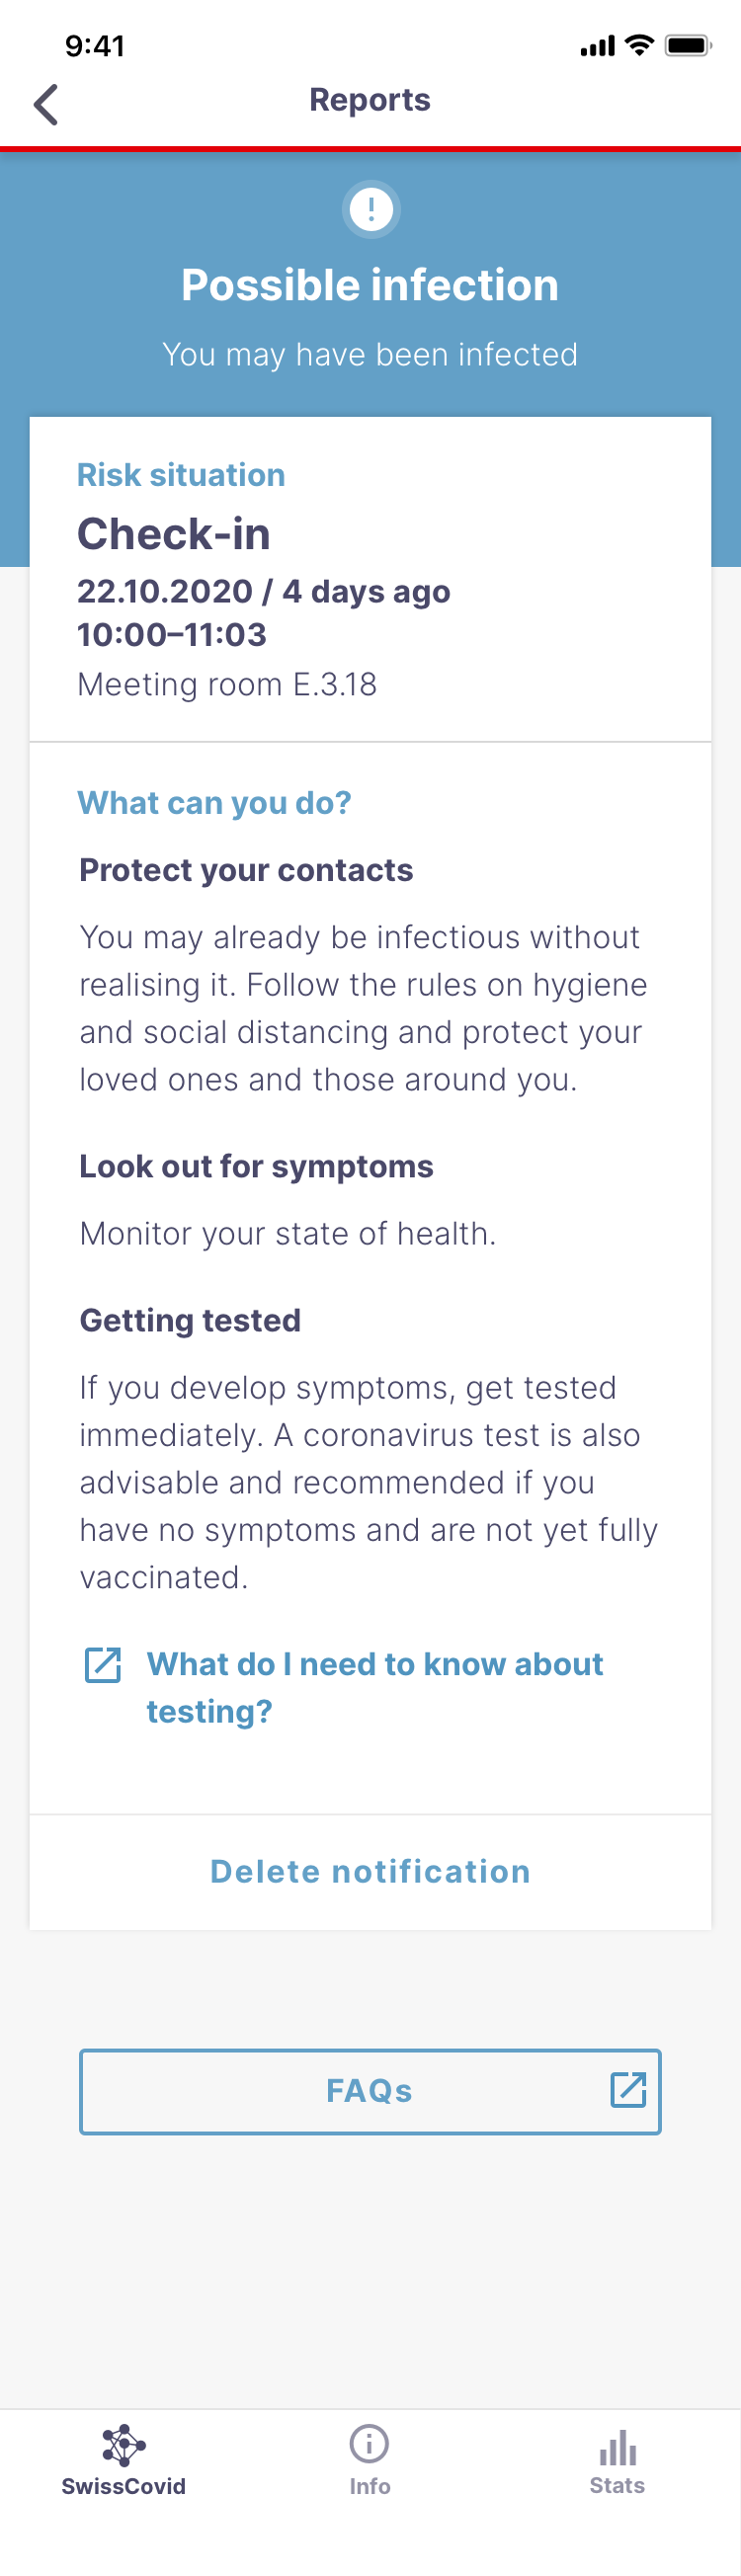 9:41
Reports
Possible infection
You may have been infected
Risk situation
Check-in
22.10.2020 / 4 days ago
10:00–11:03
Meeting room E.3.18
What can you do?
Protect your contacts
You may already be infectious without
realising it. Follow the rules on hygiene
and social distancing and protect your
loved ones and those around you.
Look out for symptoms
Monitor your state of health.
Getting tested
If you develop symptoms, get tested
immediately. A coronavirus test is also
advisable and recommended if you
have no symptoms and are not yet fully
vaccinated.
What do I need to know about
testing?
Delete notification
FAQs
SwissCovid
Info
Stats